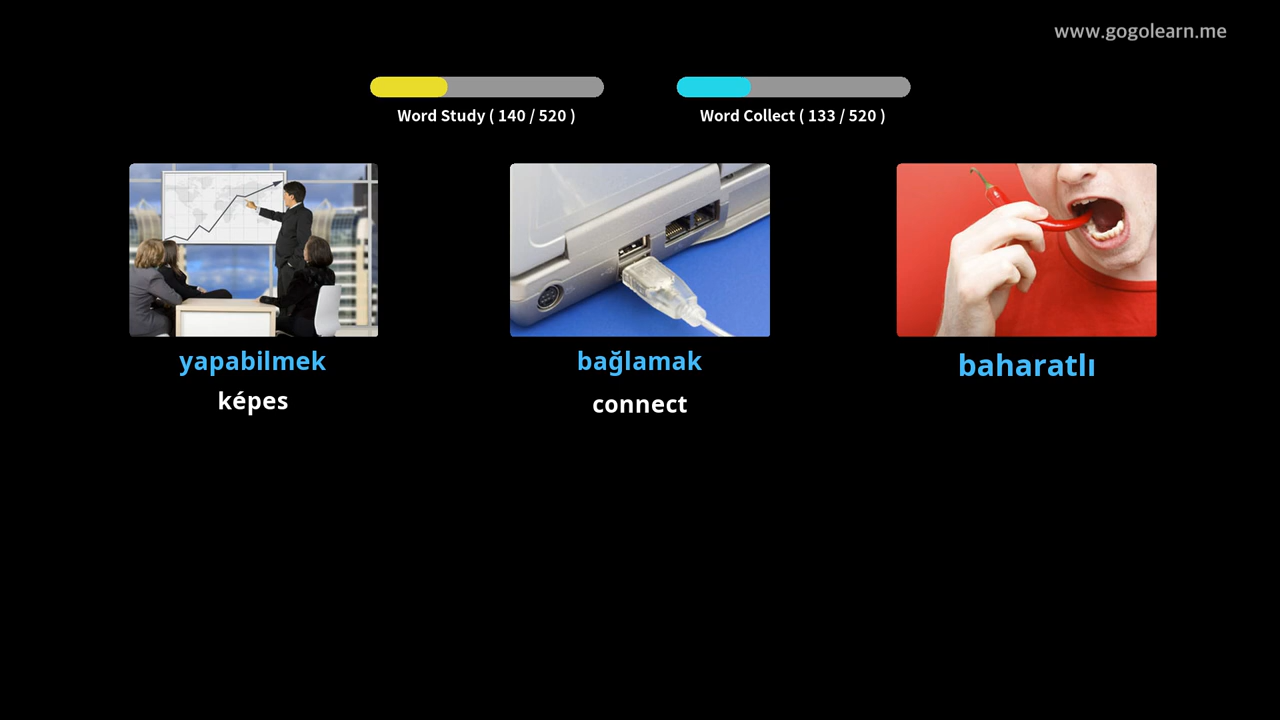 www.gogolearn.me
Word Study ( 140 / 520 )
Word Collect ( 133 / 520 )
yapabilmek
képes
bağlamak
connect
baharatlı